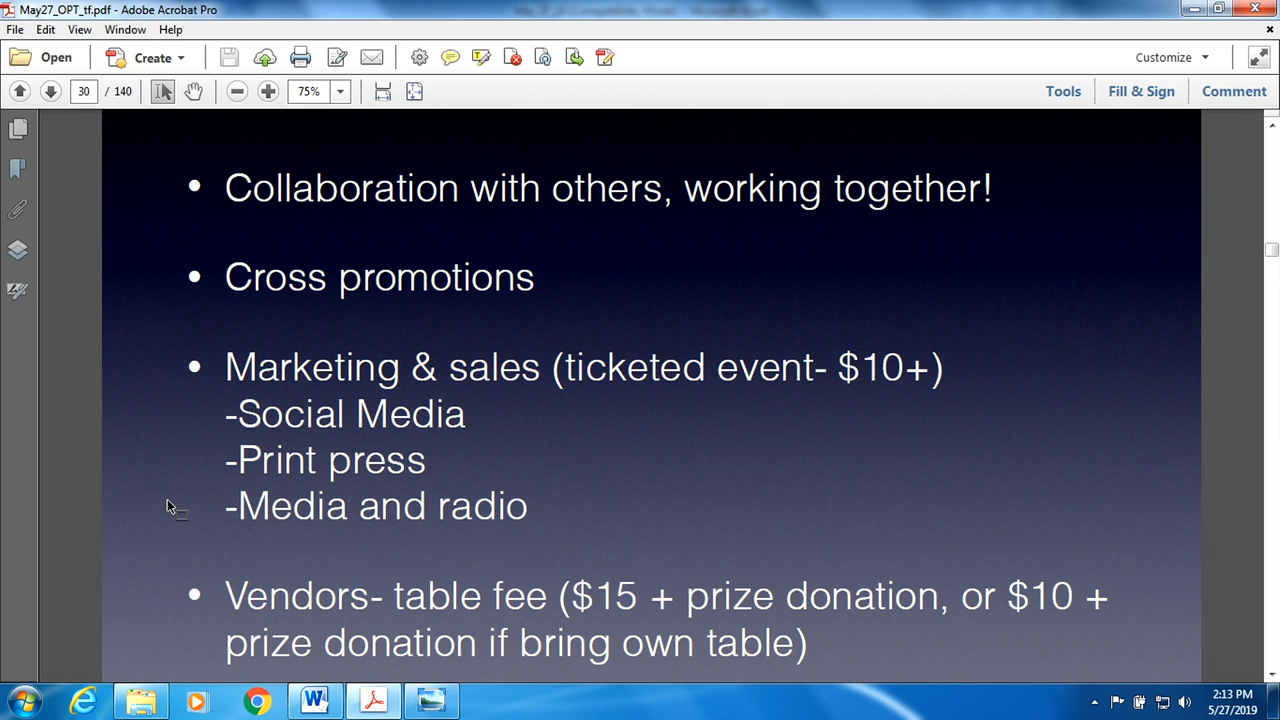 May27_OPT_tf.pdf - Adobe Acrobat Pro
File Edit View Window Help
Open Create Customize
30 / 140 75% Tools Fill & Sign Comment
• Collaboration with others, working together!
• Cross promotions
• Marketing & sales (ticketed event- $10+)
-Social Media
-Print press
-Media and radio
• Vendors- table fee ($15 + prize donation, or $10 +
prize donation if bring own table)
2:13 PM
5/27/2019